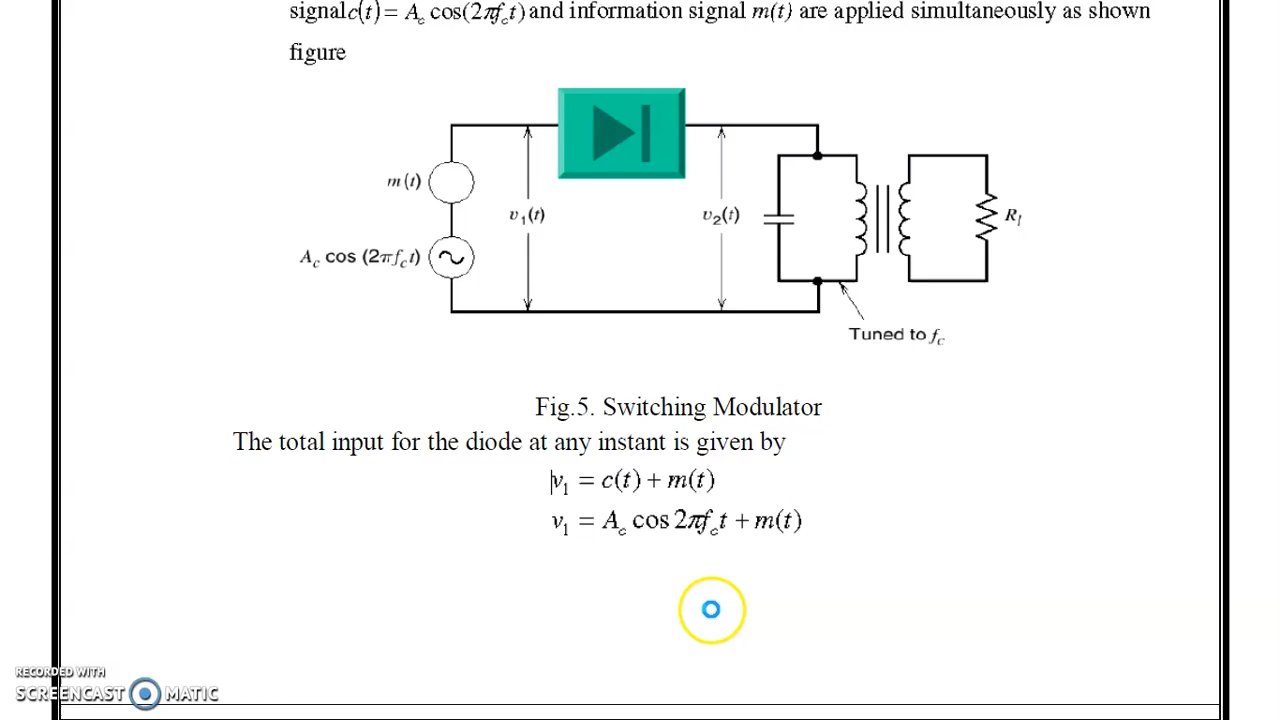 signal c(t) = A_c cos(2πf_c t) and information signal m(t) are applied simultaneously as shown
figure
m(t)
v_1(t)
v_2(t)
R_l
A_c cos (2πf_c t)
Tuned to f_c
Fig.5. Switching Modulator
The total input for the diode at any instant is given by
v_1 = c(t) + m(t)
v_1 = A_c cos 2πf_c t + m(t)
RECORDED WITH
SCREENCAST MATIC